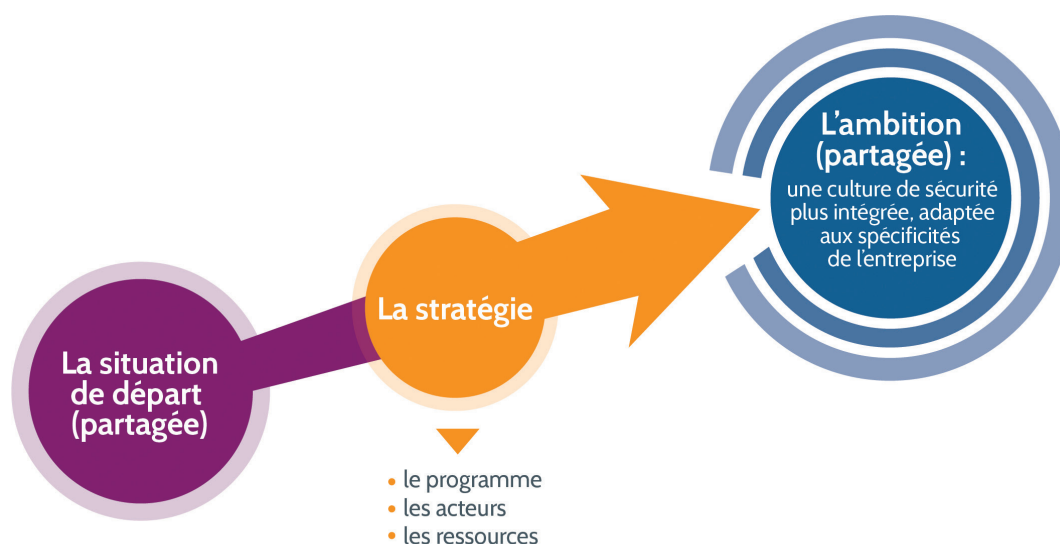 La situation
de départ
(partagée)
La stratégie
• le programme
• les acteurs
• les ressources
L'ambition
(partagée) :
une culture de sécurité
plus intégrée, adaptée
aux spécificités
de l'entreprise